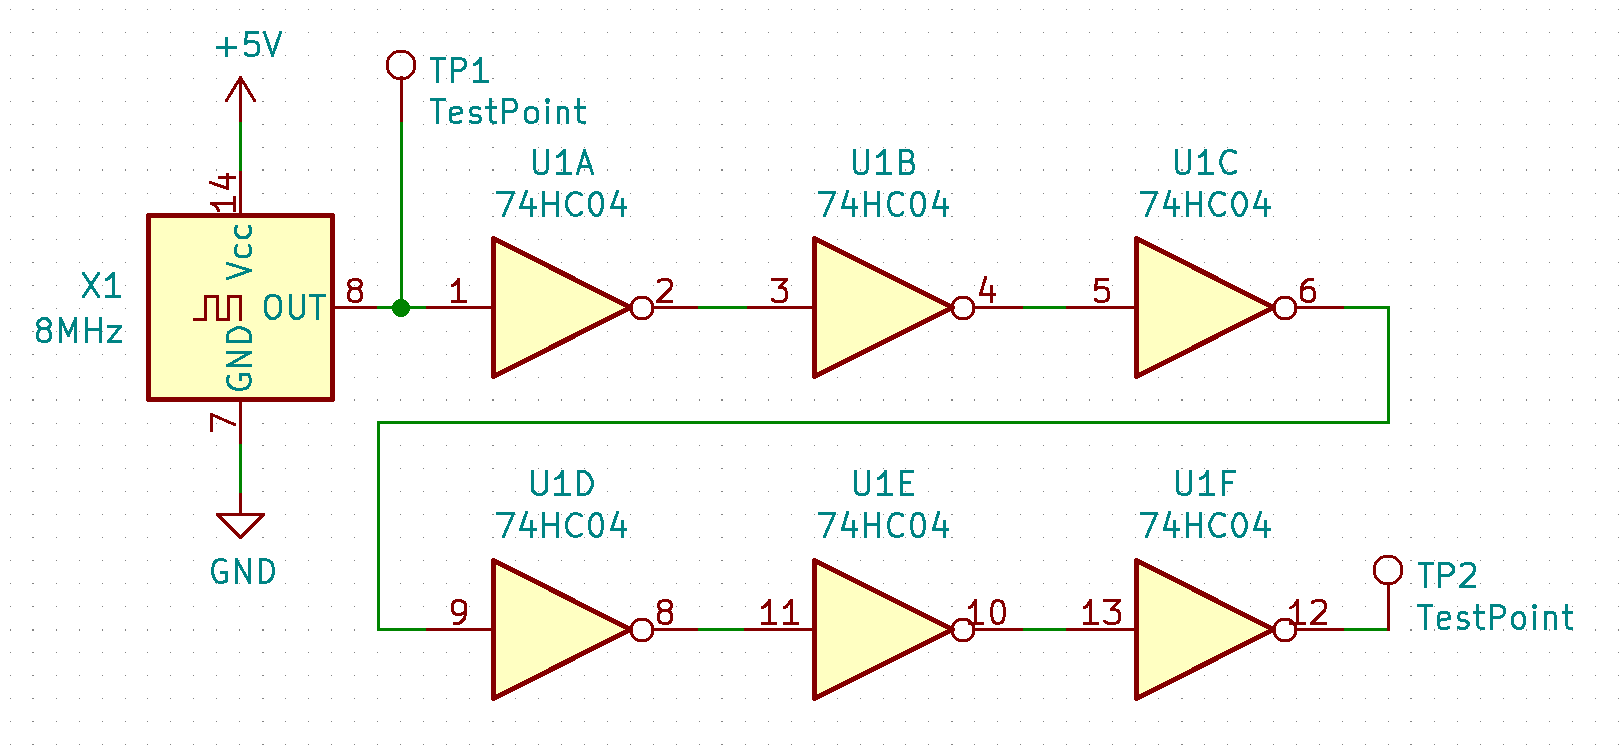 +5V
TP1
TestPoint
U1A
74HC04
U1B
74HC04
U1C
74HC04
14
Vcc
X1
8MHz
OUT
8
GND
7
1
2
3
4
5
6
GND
U1D
74HC04
U1E
74HC04
U1F
74HC04
9
8
11
10
13
12
TP2
TestPoint